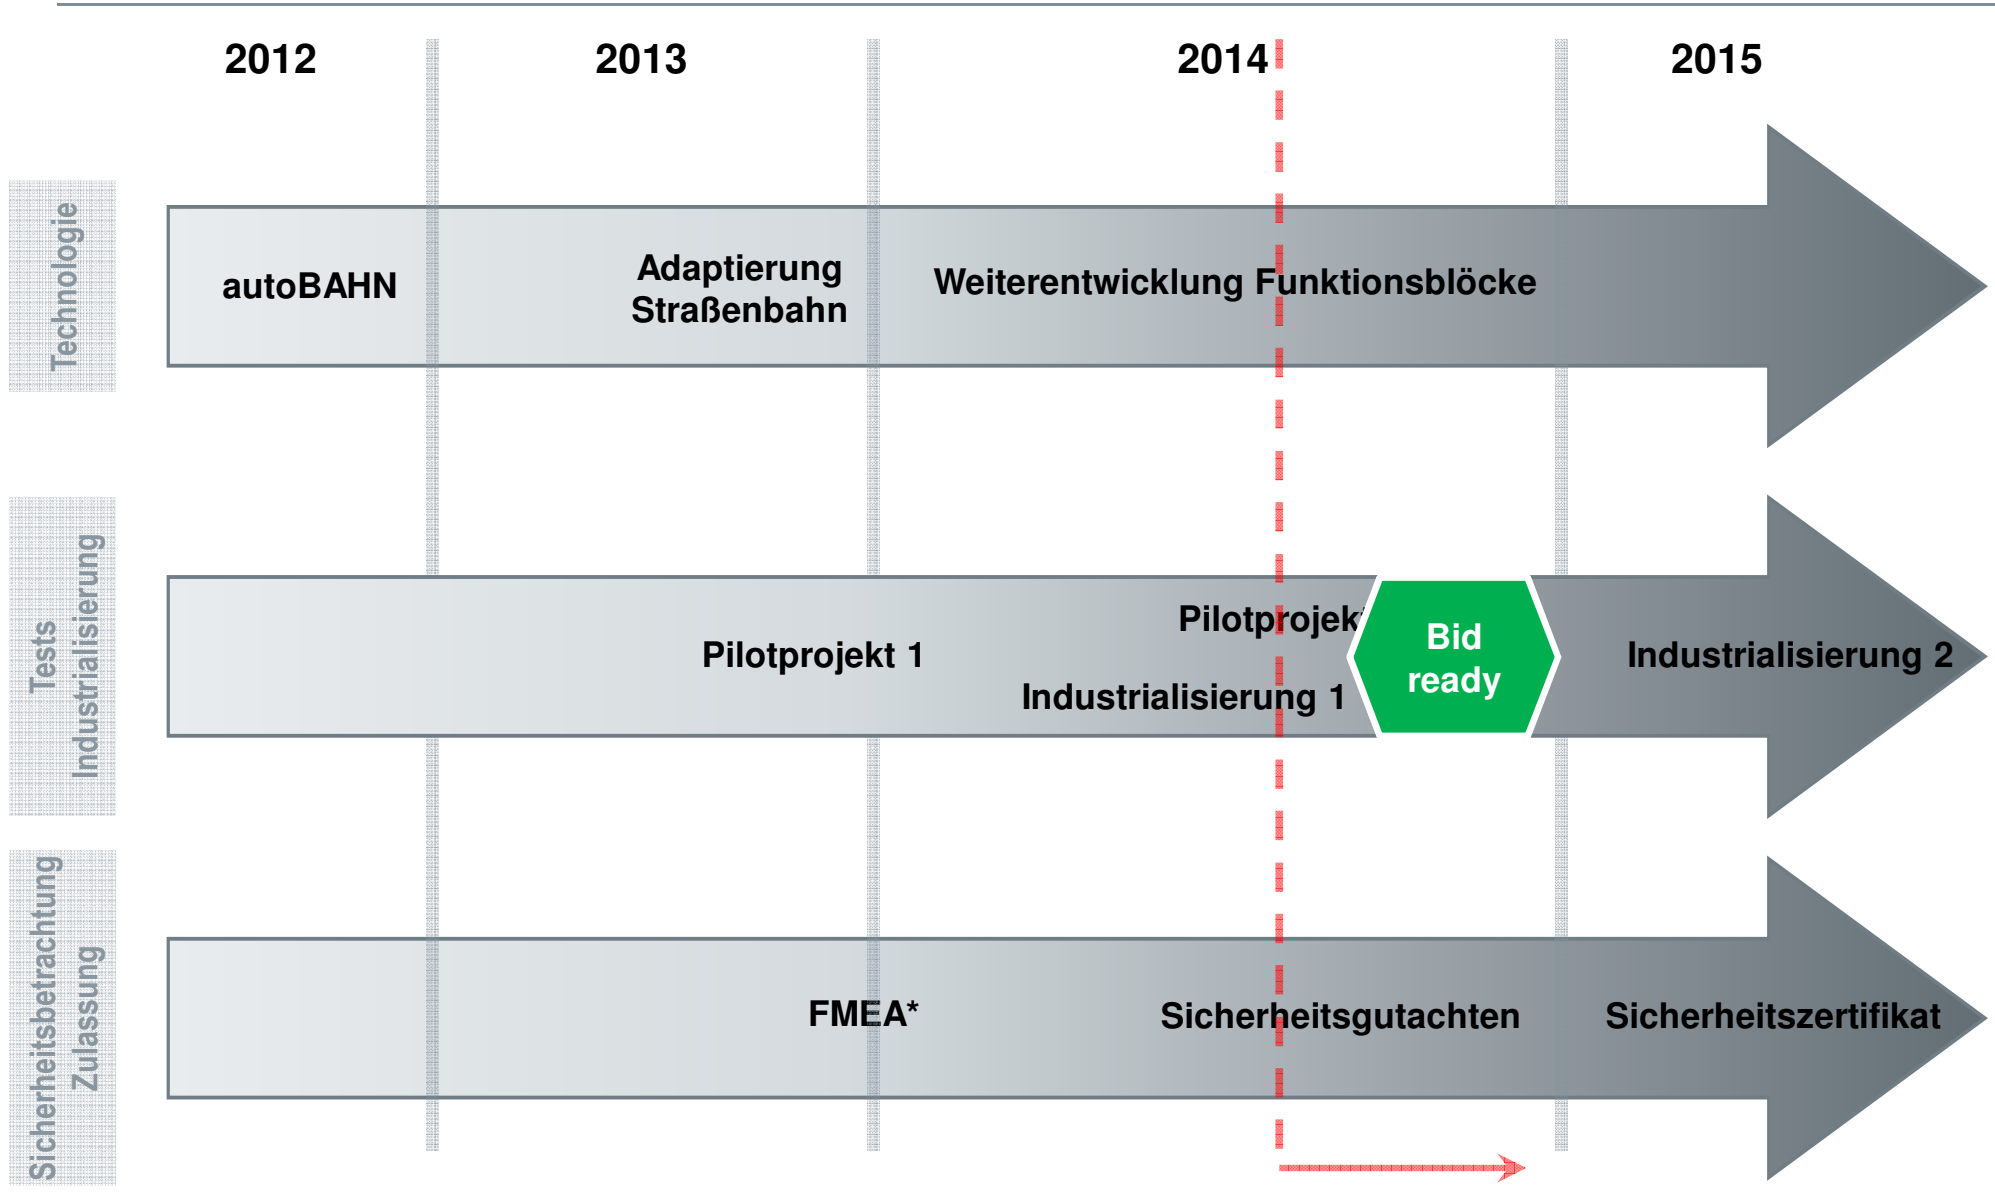 2012
2013
2014
2015
Technologie
autoBAHN
Adaptierung
Straßenbahn
Weiterentwicklung Funktionsblöcke
Tests
Industrialisierung
Pilotprojekt 1
Pilotprojekt
Industrialisierung 1
Bid
ready
Industrialisierung 2
Sicherheitsbetrachtung
Zulassung
FMEA*
Sicherheitsgutachten
Sicherheitszertifikat